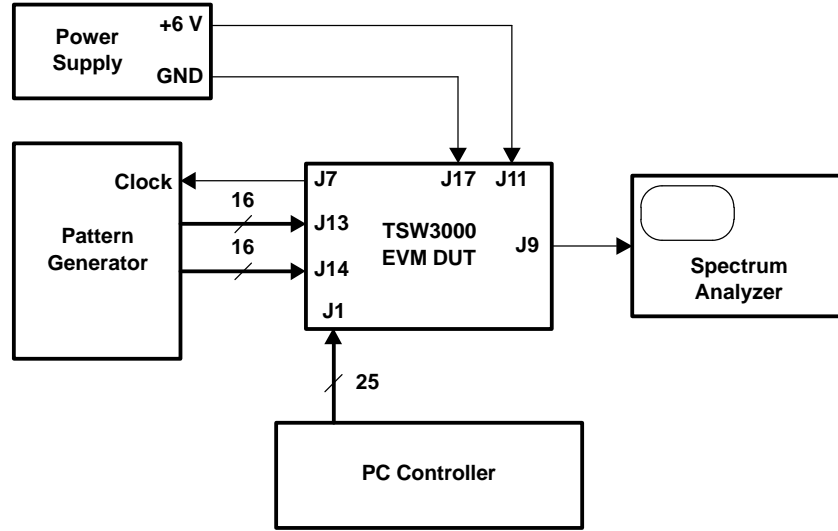 +6 V
Power
Supply
GND
Clock
J7
J17
J11
16
J13
TSW3000
EVM DUT
J9
Pattern
Generator
16
J14
Spectrum
Analyzer
J1
25
PC Controller